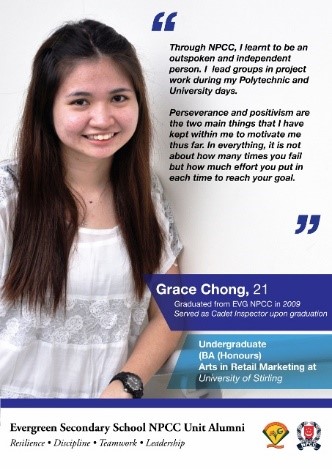 “
Through NPCC, I learnt to be an
outspoken and independent
person. I lead groups in project
work during my Polytechnic and
University days.
Perseverance and positivism are
the two main things that I have
kept within me to motivate me
thus far. In everything, it is not
about how many times you fail
but how much effort you put in
each time to reach your goal.
”
Grace Chong, 21
Graduated from EVG NPCC in 2009
Served as Cadet Inspector upon graduation
Undergraduate
(BA (Honours)
Arts in Retail Marketing at
University of Stirling
Evergreen Secondary School NPCC Unit Alumni
Resilience • Discipline • Teamwork • Leadership
NPCC